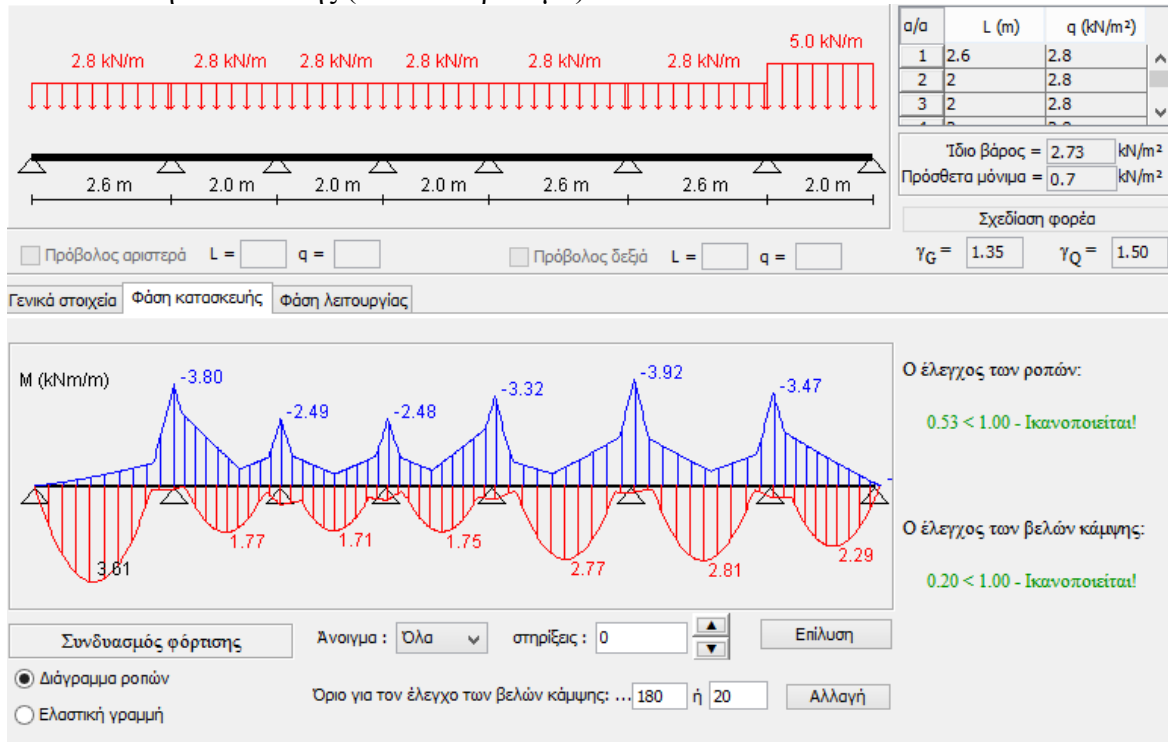 2.8 kN/m 2.8 kN/m 2.8 kN/m 2.8 kN/m 2.8 kN/m 2.8 kN/m 5.0 kN/m
2.6 m 2.0 m 2.0 m 2.0 m 2.6 m 2.6 m 2.0 m
α/α L (m) q (kN/m²)
1 2.6 2.8
2 2 2.8
3 2 2.8
Ίδιο βάρος = 2.73 kN/m²
Πρόσθετα μόνιμα = 0.7 kN/m²
Σχεδίαση φορέα
Πρόβολος αριστερά L = q = Πρόβολος δεξιά L = q = γG = 1.35 γQ = 1.50
Γενικά στοιχεία Φάση κατασκευής Φάση λειτουργίας
M (kNm/m)
-3.80 -2.49 -2.48 -3.32 -3.92 -3.47
3.61 1.77 1.71 1.75 2.77 2.81 2.29
Ο έλεγχος των ροπών:
0.53 < 1.00 - Ικανοποιείται!
Ο έλεγχος των βελών κάμψης:
0.20 < 1.00 - Ικανοποιείται!
Συνδυασμός φόρτισης Άνοιγμα : Όλα στηρίξεις : 0 Επίλυση
Διάγραμμα ροπών
Ελαστική γραμμή
Όριο για τον έλεγχο των βελών κάμψης: ... 180 ή 20 Αλλαγή